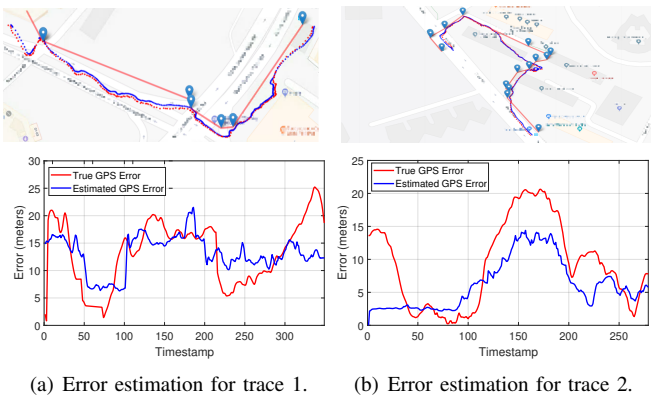 30
25
20
15
10
5
0
Error (meters)
True GPS Error
Estimated GPS Error
0 50 100 150 200 250 300
Timestamp
25
20
15
10
5
0
Error (meters)
True GPS Error
Estimated GPS Error
0 50 100 150 200 250
Timestamp
(a) Error estimation for trace 1.
(b) Error estimation for trace 2.